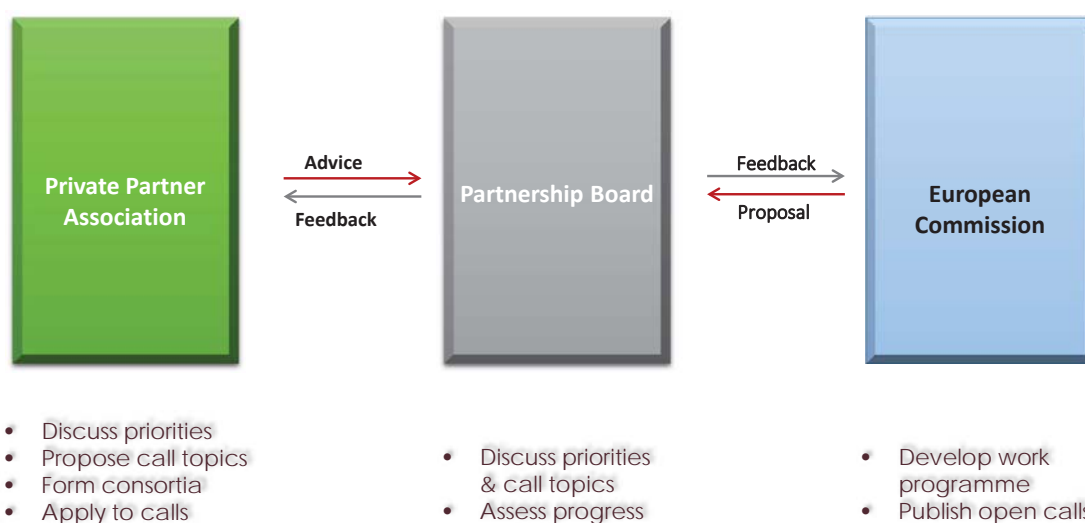 Private Partner
Association
Advice
Feedback
Partnership Board
Feedback
Proposal
European
Commission
• Discuss priorities
• Propose call topics
• Form consortia
• Apply to calls
• Discuss priorities
& call topics
• Assess progress
• Develop work
programme
• Publish open calls